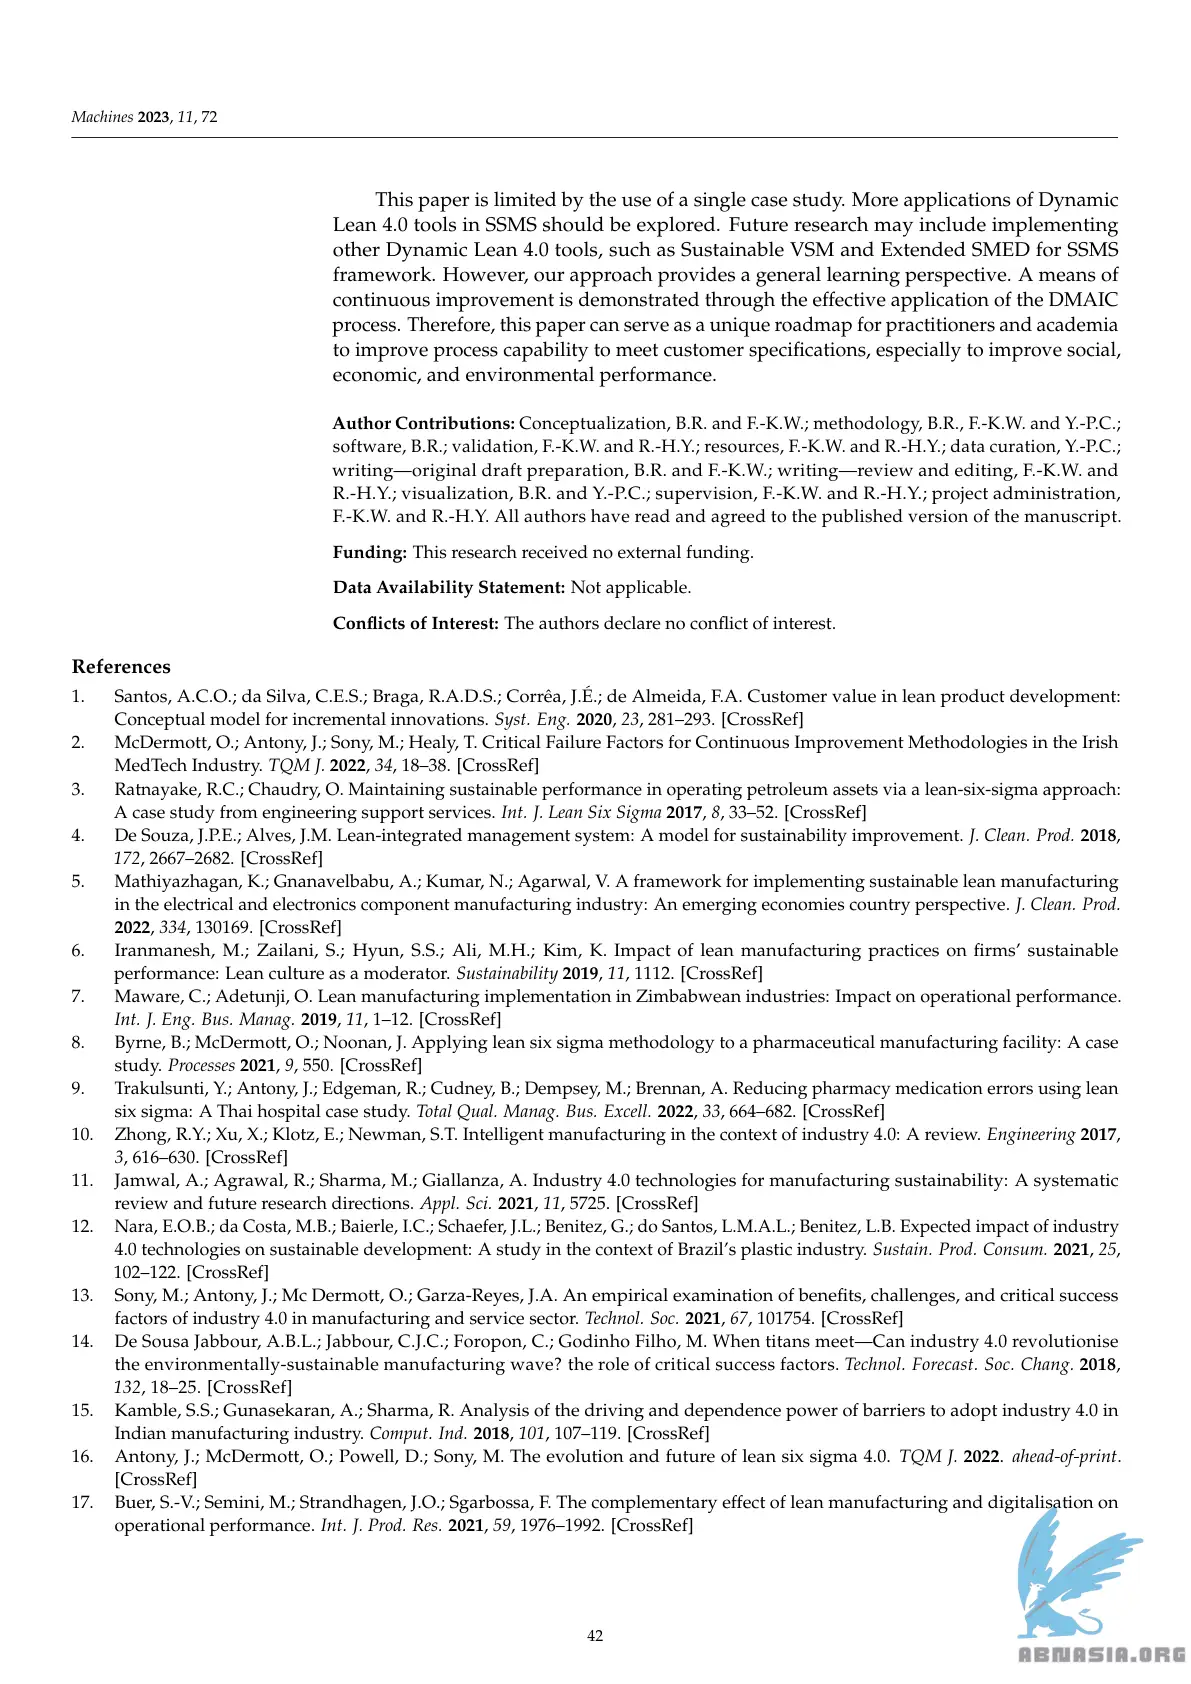 Machines 2023, 11, 72
This paper is limited by the use of a single case study. More applications of Dynamic
Lean 4.0 tools in SSMS should be explored. Future research may include implementing
other Dynamic Lean 4.0 tools, such as Sustainable VSM and Extended SMED for SSMS
framework. However, our approach provides a general learning perspective. A means of
continuous improvement is demonstrated through the effective application of the DMAIC
process. Therefore, this paper can serve as a unique roadmap for practitioners and academia
to improve process capability to meet customer specifications, especially to improve social,
economic, and environmental performance.
Author Contributions: Conceptualization, B.R. and F.-K.W.; methodology, B.R., F.-K.W. and Y.-P.C.;
software, B.R.; validation, F.-K.W. and R.-H.Y.; resources, F.-K.W. and R.-H.Y.; data curation, Y.-P.C.;
writing—original draft preparation, B.R. and F.-K.W.; writing—review and editing, F.-K.W. and
R.-H.Y.; visualization, B.R. and Y.-P.C.; supervision, F.-K.W. and R.-H.Y.; project administration,
F.-K.W. and R.-H.Y. All authors have read and agreed to the published version of the manuscript.
Funding: This research received no external funding.
Data Availability Statement: Not applicable.
Conflicts of Interest: The authors declare no conflict of interest.
References
1. Santos, A.C.O.; da Silva, C.E.S.; Braga, R.A.D.S.; Corrêa, J.É.; de Almeida, F.A. Customer value in lean product development:
Conceptual model for incremental innovations. Syst. Eng. 2020, 23, 281–293. [CrossRef]
2. McDermott, O.; Antony, J.; Sony, M.; Healy, T. Critical Failure Factors for Continuous Improvement Methodologies in the Irish
MedTech Industry. TQM J. 2022, 34, 18–38. [CrossRef]
3. Ratnayake, R.C.; Chaudry, O. Maintaining sustainable performance in operating petroleum assets via a lean-six-sigma approach:
A case study from engineering support services. Int. J. Lean Six Sigma 2017, 8, 33–52. [CrossRef]
4. De Souza, J.P.E.; Alves, J.M. Lean-integrated management system: A model for sustainability improvement. J. Clean. Prod. 2018,
172, 2667–2682. [CrossRef]
5. Mathiyazhagan, K.; Gnanavelbabu, A.; Kumar, N.; Agarwal, V. A framework for implementing sustainable lean manufacturing
in the electrical and electronics component manufacturing industry: An emerging economies country perspective. J. Clean. Prod.
2022, 334, 130169. [CrossRef]
6. Iranmanesh, M.; Zailani, S.; Hyun, S.S.; Ali, M.H.; Kim, K. Impact of lean manufacturing practices on firms’ sustainable
performance: Lean culture as a moderator. Sustainability 2019, 11, 1112. [CrossRef]
7. Maware, C.; Adetunji, O. Lean manufacturing implementation in Zimbabwean industries: Impact on operational performance.
Int. J. Eng. Bus. Manag. 2019, 11, 1–12. [CrossRef]
8. Byrne, B.; McDermott, O.; Noonan, J. Applying lean six sigma methodology to a pharmaceutical manufacturing facility: A case
study. Processes 2021, 9, 550. [CrossRef]
9. Trakulsunti, Y.; Antony, J.; Edgeman, R.; Cudney, B.; Dempsey, M.; Brennan, A. Reducing pharmacy medication errors using lean
six sigma: A Thai hospital case study. Total Qual. Manag. Bus. Excell. 2022, 33, 664–682. [CrossRef]
10. Zhong, R.Y.; Xu, X.; Klotz, E.; Newman, S.T. Intelligent manufacturing in the context of industry 4.0: A review. Engineering 2017,
3, 616–630. [CrossRef]
11. Jamwal, A.; Agrawal, R.; Sharma, M.; Giallanza, A. Industry 4.0 technologies for manufacturing sustainability: A systematic
review and future research directions. Appl. Sci. 2021, 11, 5725. [CrossRef]
12. Nara, E.O.B.; da Costa, M.B.; Baierle, I.C.; Schaefer, J.L.; Benitez, G.; do Santos, L.M.A.L.; Benitez, L.B. Expected impact of industry
4.0 technologies on sustainable development: A study in the context of Brazil’s plastic industry. Sustain. Prod. Consum. 2021, 25,
102–122. [CrossRef]
13. Sony, M.; Antony, J.; Mc Dermott, O.; Garza-Reyes, J.A. An empirical examination of benefits, challenges, and critical success
factors of industry 4.0 in manufacturing and service sector. Technol. Soc. 2021, 67, 101754. [CrossRef]
14. De Sousa Jabbour, A.B.L.; Jabbour, C.J.C.; Foropon, C.; Godinho Filho, M. When titans meet—Can industry 4.0 revolutionise
the environmentally-sustainable manufacturing wave? the role of critical success factors. Technol. Forecast. Soc. Chang. 2018,
132, 18–25. [CrossRef]
15. Kamble, S.S.; Gunasekaran, A.; Sharma, R. Analysis of the driving and dependence power of barriers to adopt industry 4.0 in
Indian manufacturing industry. Comput. Ind. 2018, 101, 107–119. [CrossRef]
16. Antony, J.; McDermott, O.; Powell, D.; Sony, M. The evolution and future of lean six sigma 4.0. TQM J. 2022. ahead-of-print.
[CrossRef]
17. Buer, S.-V.; Semini, M.; Strandhagen, J.O.; Sgarbossa, F. The complementary effect of lean manufacturing and digitalisation on
operational performance. Int. J. Prod. Res. 2021, 59, 1976–1992. [CrossRef]
42
ABNASIA.ORG